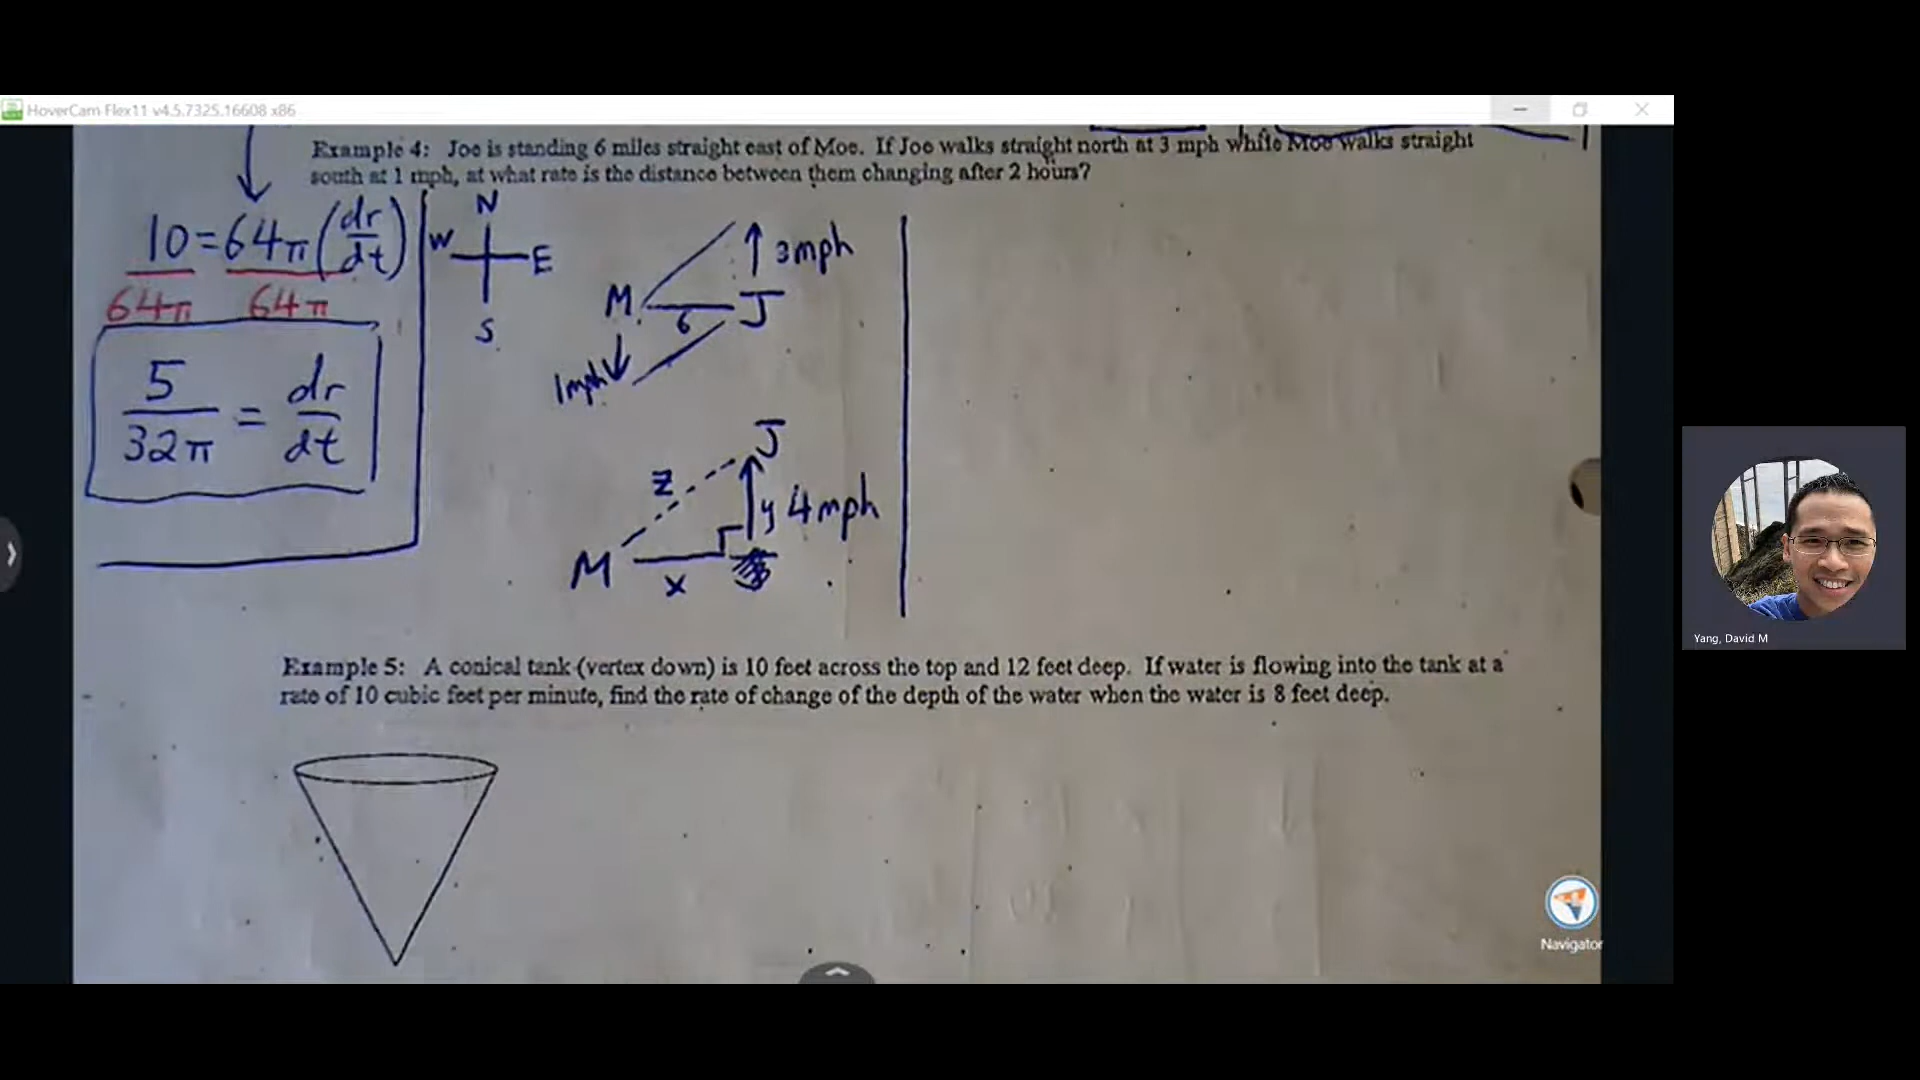 HoverCam Flex11 v4.5.7325.16608 x86
Example 4: Joe is standing 6 miles straight east of Moe. If Joe walks straight north at 3 mph while Moe walks straight
south at 1 mph, at what rate is the distance between them changing after 2 hours?
10=64π(dr/dt)
64π 64π
5/32π = dr/dt
N
W E
S
3mph
M J
6
1mph
J
z
y 4mph
M
x
Example 5: A conical tank (vertex down) is 10 feet across the top and 12 feet deep. If water is flowing into the tank at a
rate of 10 cubic feet per minute, find the rate of change of the depth of the water when the water is 8 feet deep.
Navigator
Yang, David M